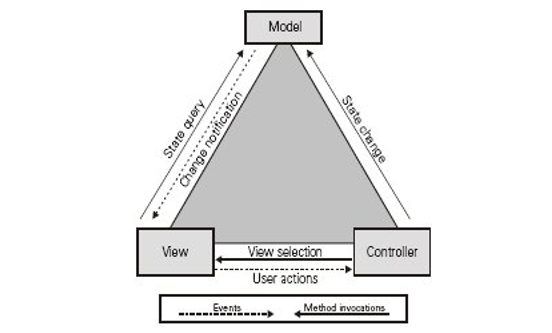 Model
State query
Change notification
State change
View
View selection
Controller
User actions
Events
Method invocations